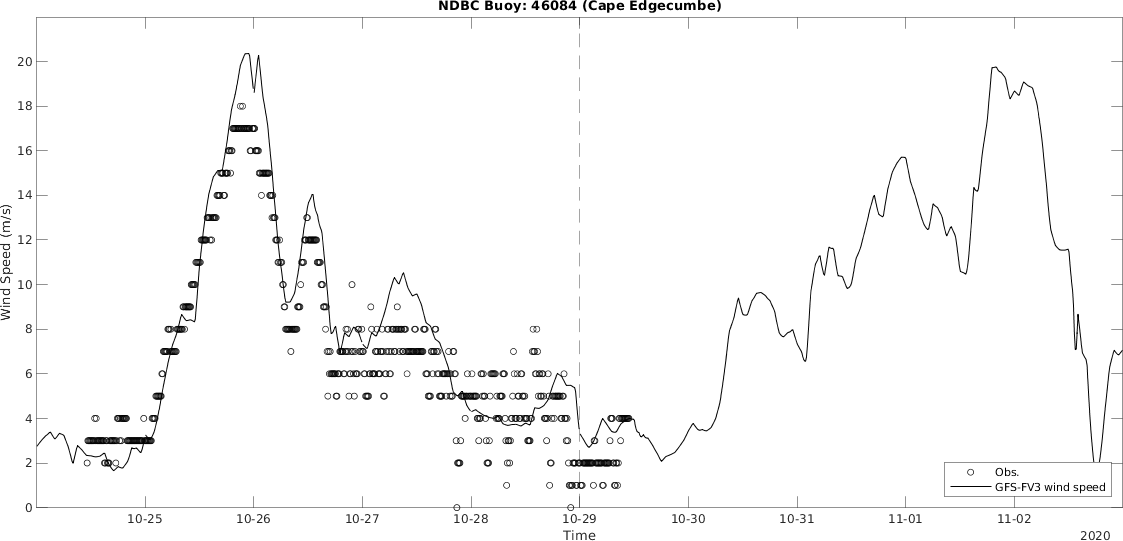 NDBC Buoy: 46084 (Cape Edgecumbe)
20
18
16
14
12
10
8
6
4
2
0
Wind Speed (m/s)
Obs.
GFS-FV3 wind speed
10-25 10-26 10-27 10-28 10-29 10-30 10-31 11-01 11-02
Time
2020